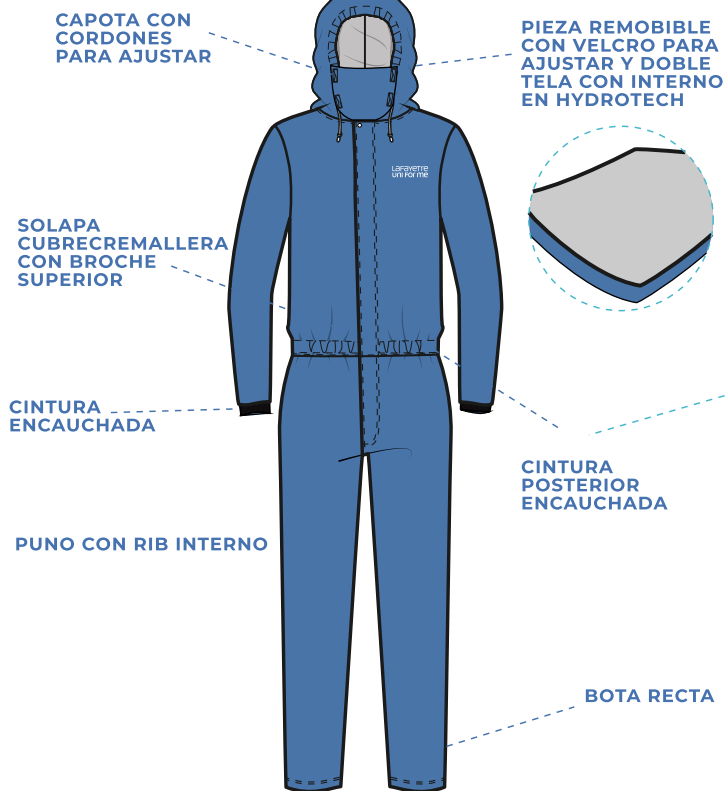 CAPOTA CON
CORDONES
PARA AJUSTAR
PIEZA REMOBIBLE
CON VELCRO PARA
AJUSTAR Y DOBLE
TELA CON INTERNO
EN HYDROTECH
LaFayette
UNI FOR ME
SOLAPA
CUBRECREMALLERA
CON BROCHE
SUPERIOR
CINTURA
ENCAUCHADA
CINTURA
POSTERIOR
ENCAUCHADA
PUNO CON RIB INTERNO
BOTA RECTA